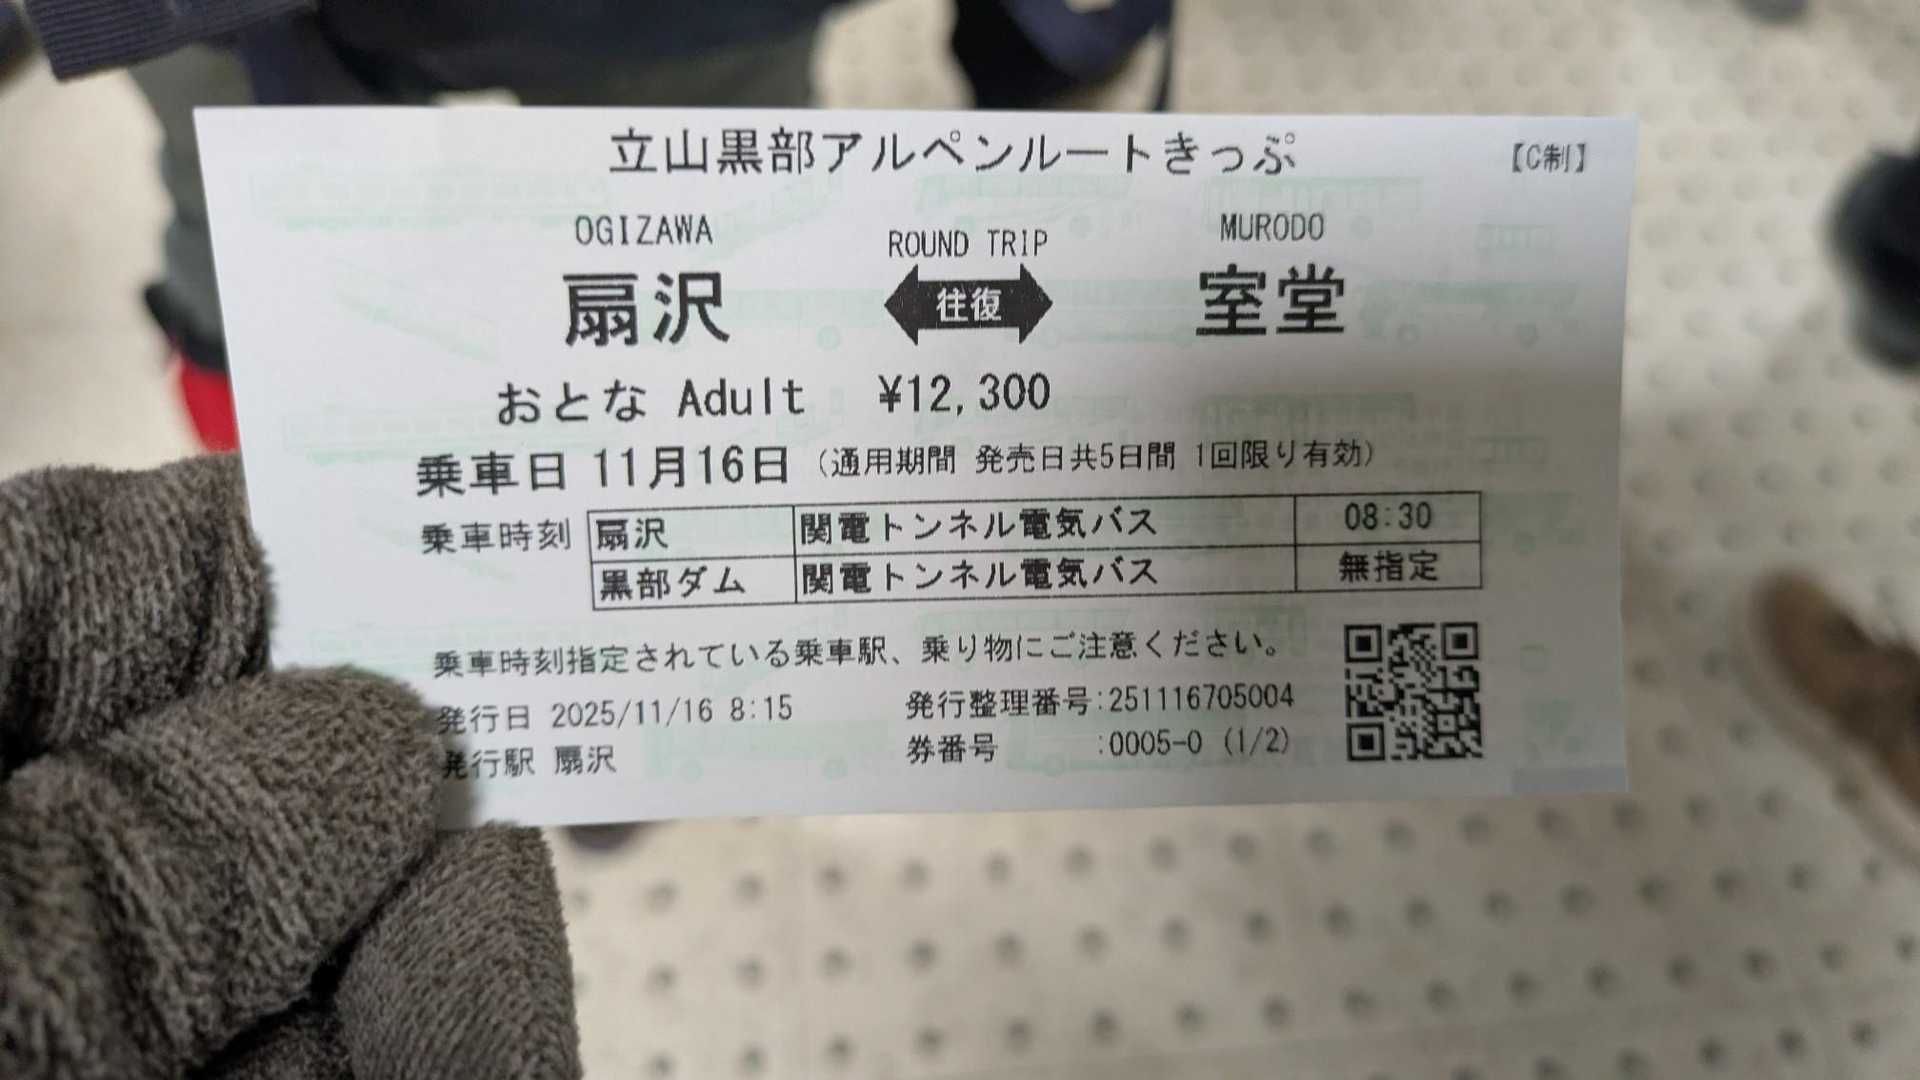 立山黒部アルペンルートきっぷ 【C制】
OGIZAWA ROUND TRIP MURODO
扇沢 往復 室堂
おとな Adult ¥12,300
乗車日 11月16日 (通用期間 発売日共5日間 1回限り有効)
乗車時刻 扇沢 関電トンネル電気バス 08:30
黒部ダム 関電トンネル電気バス 無指定
乗車時刻指定されている乗車駅、乗り物にご注意ください。
発行日 2025/11/16 8:15 発行整理番号:251116705004
発行駅 扇沢 券番号 :0005-0 (1/2)